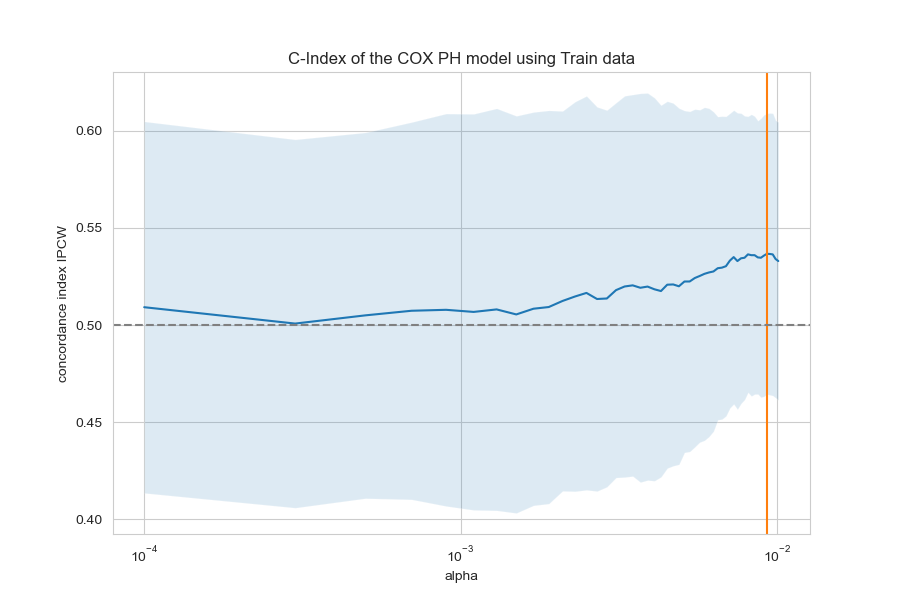 C-Index of the COX PH model using Train data
concordance index IPCW
0.60
0.55
0.50
0.45
0.40
10⁻⁴
10⁻³
10⁻²
alpha